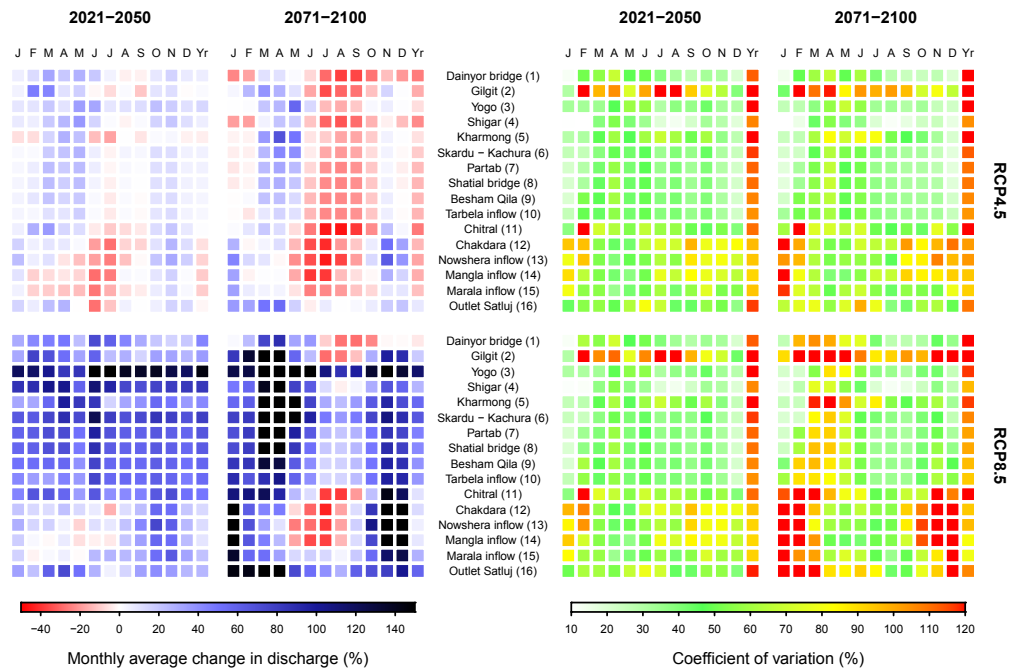 2021−2050 2071−2100 2021−2050 2071−2100
J F M A M J J A S O N D Yr J F M A M J J A S O N D Yr J F M A M J J A S O N D Yr J F M A M J J A S O N D Yr
Dainyor bridge (1)
Gilgit (2)
Yogo (3)
Shigar (4)
Kharmong (5)
Skardu − Kachura (6)
Partab (7)
Shatial bridge (8)
Besham Qila (9)
Tarbela inflow (10)
Chitral (11)
Chakdara (12)
Nowshera inflow (13)
Mangla inflow (14)
Marala inflow (15)
Outlet Satluj (16)
RCP4.5
Dainyor bridge (1)
Gilgit (2)
Yogo (3)
Shigar (4)
Kharmong (5)
Skardu − Kachura (6)
Partab (7)
Shatial bridge (8)
Besham Qila (9)
Tarbela inflow (10)
Chitral (11)
Chakdara (12)
Nowshera inflow (13)
Mangla inflow (14)
Marala inflow (15)
Outlet Satluj (16)
RCP8.5
−40 −20 0 20 40 60 80 100 120 140
Monthly average change in discharge (%)
10 20 30 40 50 60 70 80 90 100 120
Coefficient of variation (%)